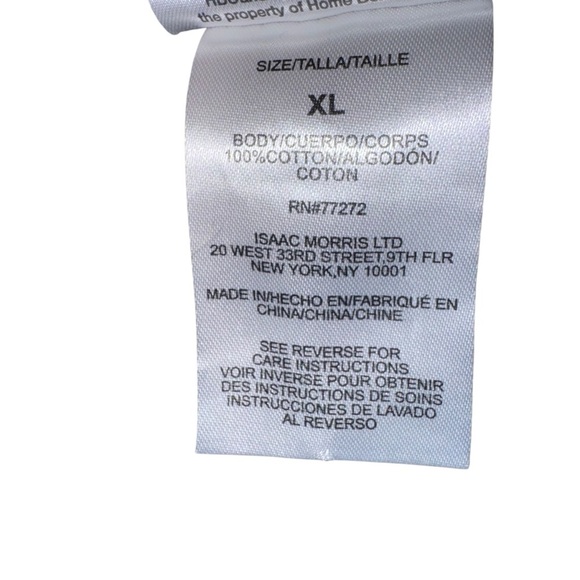 the property of Home
SIZE/TALLA/TAILLE
XL
BODY/CUERPO/CORPS
100%COTTON/ALGODÓN/
COTON
RN#77272
ISAAC MORRIS LTD
20 WEST 33RD STREET,9TH FLR
NEW YORK,NY 10001
MADE IN/HECHO EN/FABRIQUÉ EN
CHINA/CHINA/CHINE
SEE REVERSE FOR
CARE INSTRUCTIONS
VOIR INVERSE POUR OBTENIR
DES INSTRUCTIONS DE SOINS
INSTRUCCIONES DE LAVADO
AL REVERSO